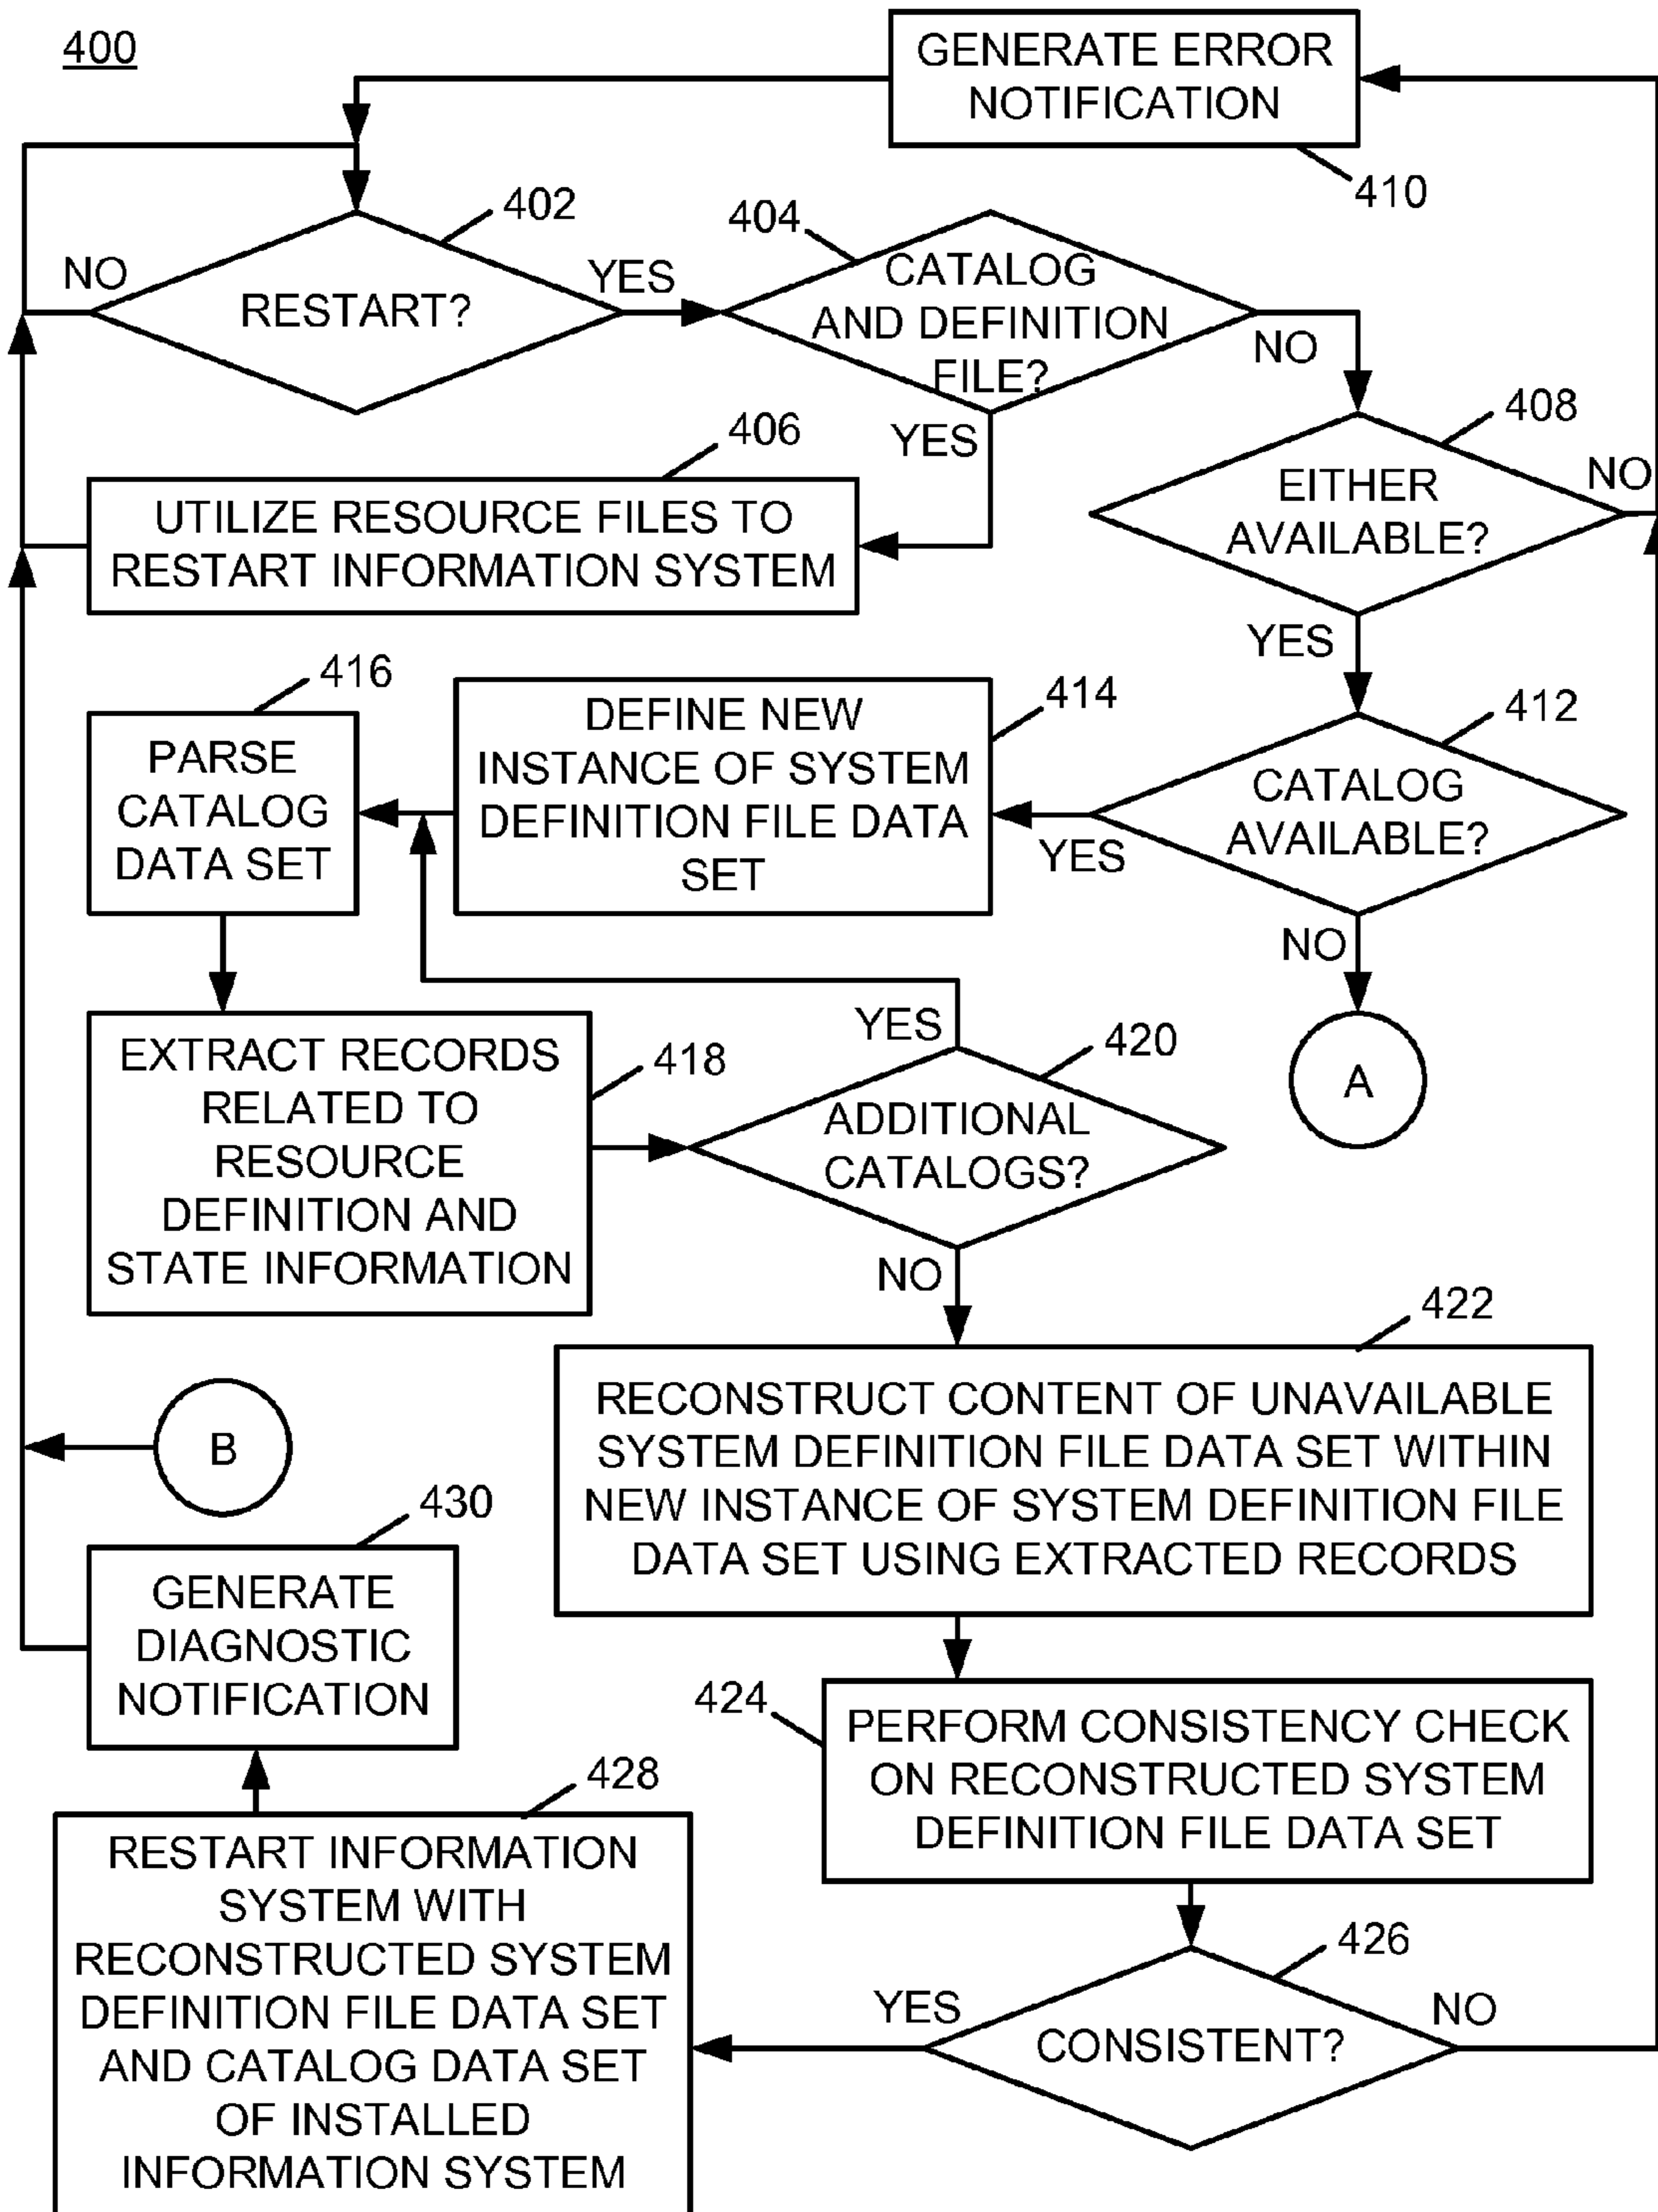 400
GENERATE ERROR
NOTIFICATION
410
402
RESTART?
NO
YES
404
CATALOG
AND DEFINITION
FILE?
NO
YES
406
UTILIZE RESOURCE FILES TO
RESTART INFORMATION SYSTEM
408
EITHER
AVAILABLE?
NO
YES
412
CATALOG
AVAILABLE?
YES
NO
A
414
DEFINE NEW
INSTANCE OF SYSTEM
DEFINITION FILE DATA
SET
416
PARSE
CATALOG
DATA SET
418
EXTRACT RECORDS
RELATED TO
RESOURCE
DEFINITION AND
STATE INFORMATION
420
ADDITIONAL
CATALOGS?
YES
NO
422
RECONSTRUCT CONTENT OF UNAVAILABLE
SYSTEM DEFINITION FILE DATA SET WITHIN
NEW INSTANCE OF SYSTEM DEFINITION FILE
DATA SET USING EXTRACTED RECORDS
B
424
PERFORM CONSISTENCY CHECK
ON RECONSTRUCTED SYSTEM
DEFINITION FILE DATA SET
426
CONSISTENT?
YES
NO
428
RESTART INFORMATION
SYSTEM WITH
RECONSTRUCTED SYSTEM
DEFINITION FILE DATA SET
AND CATALOG DATA SET
OF INSTALLED
INFORMATION SYSTEM
430
GENERATE
DIAGNOSTIC
NOTIFICATION